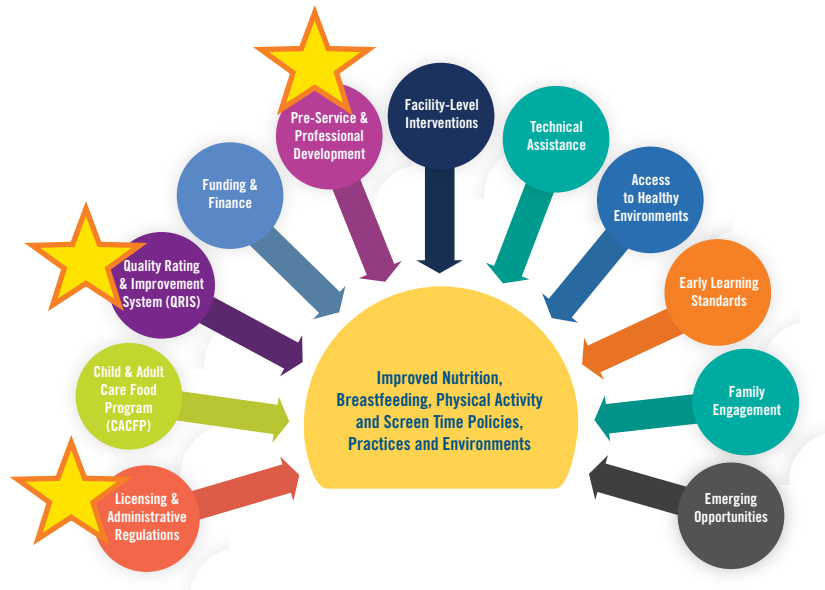 Licensing &
Administrative
Regulations
Child & Adult
Care Food
Program
(CACFP)
Quality Rating
& Improvement
System (QRIS)
Funding &
Finance
Pre-Service &
Professional
Development
Facility-Level
Interventions
Technical
Assistance
Access
to Healthy
Environments
Early Learning
Standards
Family
Engagement
Emerging
Opportunities
Improved Nutrition,
Breastfeeding, Physical Activity
and Screen Time Policies,
Practices and Environments